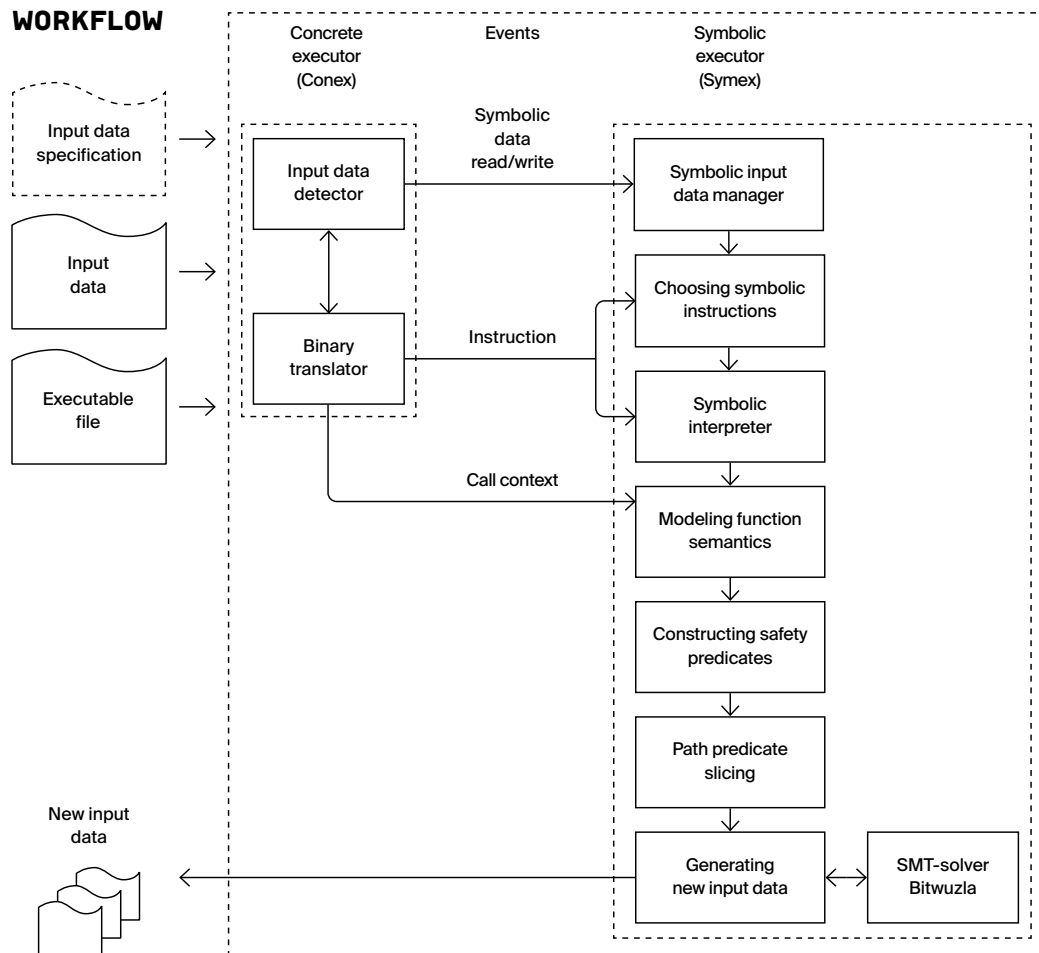 WORKFLOW
Concrete
executor
(Conex)
Events
Symbolic
executor
(Symex)
Input data
specification
Symbolic
data
read/write
Input data
detector
Symbolic input
data manager
Input
data
Choosing symbolic
instructions
Binary
translator
Instruction
Executable
file
Symbolic
interpreter
Call context
Modeling function
semantics
Constructing safety
predicates
Path predicate
slicing
New input
data
Generating
new input data
SMT-solver
Bitwuzla